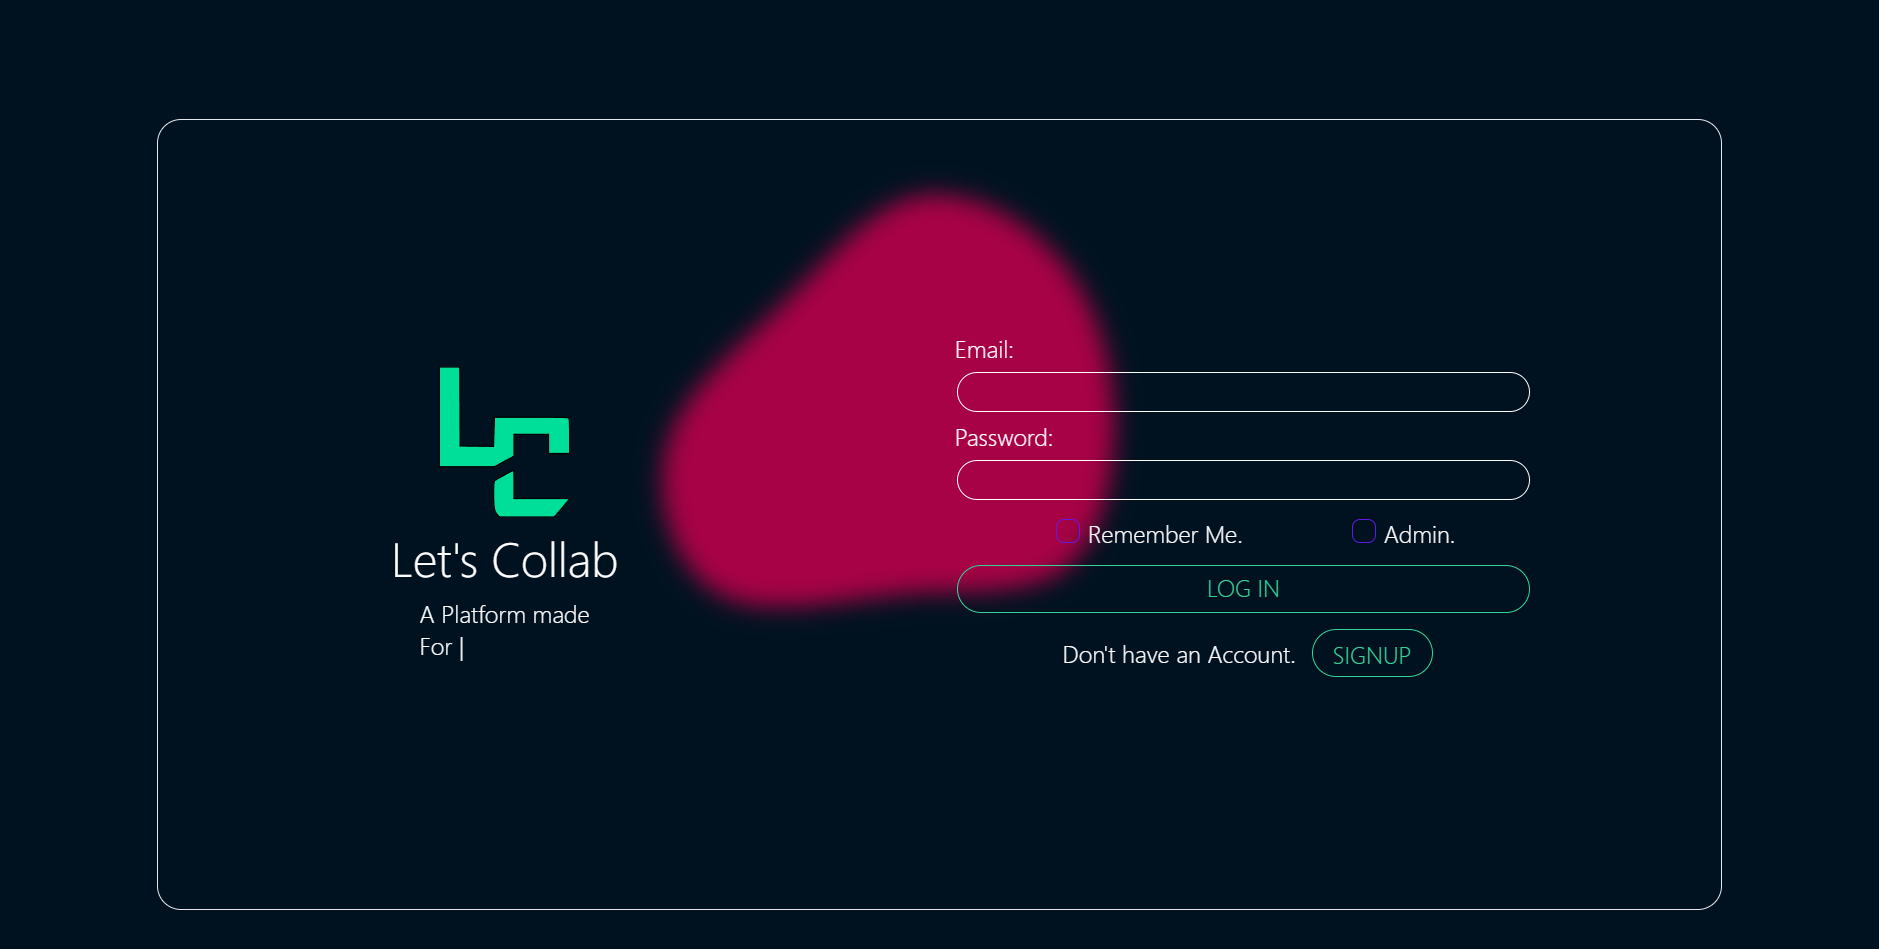 Let's Collab
A Platform made
For |
Email:
Password:
Remember Me.
Admin.
LOG IN
Don't have an Account.
SIGNUP